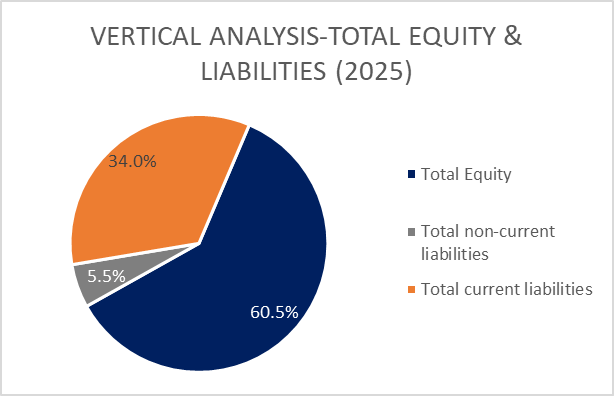 VERTICAL ANALYSIS-TOTAL EQUITY &
LIABILITIES (2025)
34.0%
5.5%
60.5%
Total Equity
Total non-current
liabilities
Total current liabilities